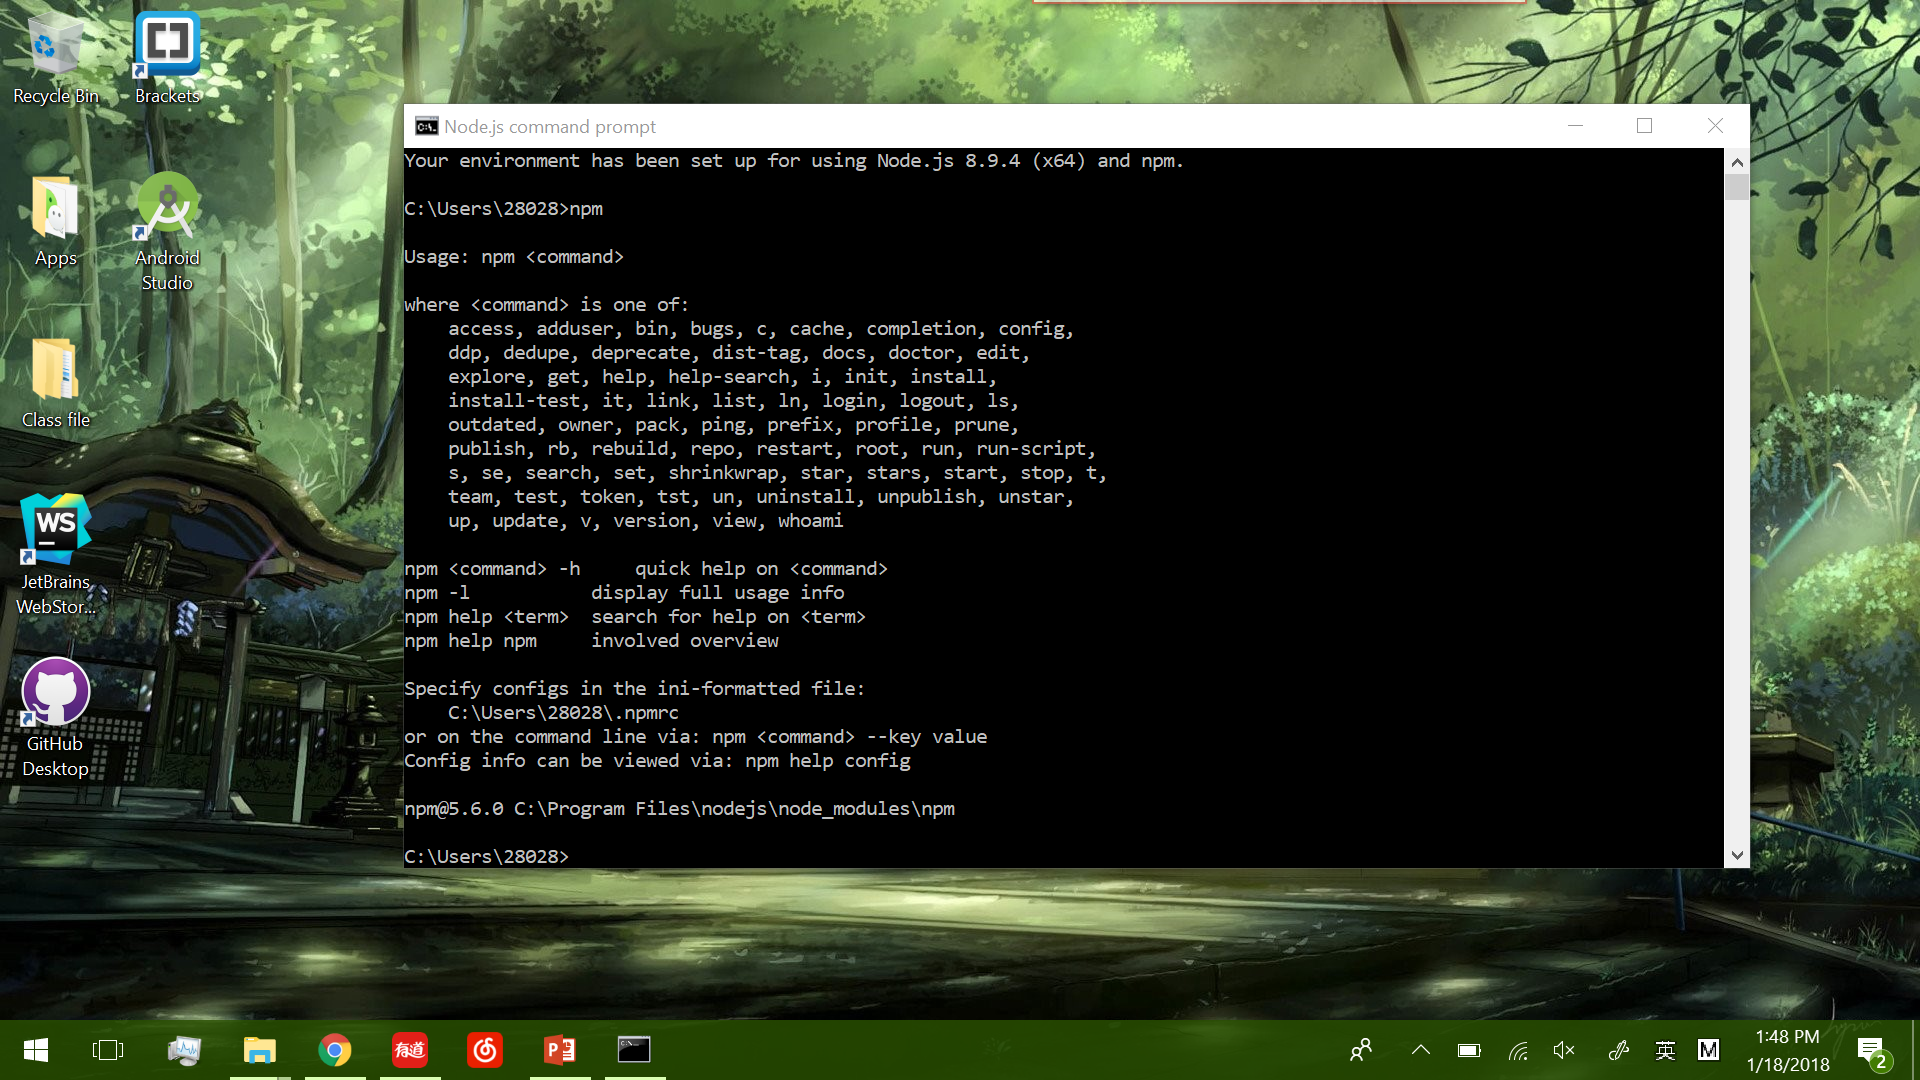 Recycle Bin
Brackets
Apps
Android
Studio
Class file
WS
JetBrains
WebStor...
GitHub
Desktop
C:\.
Node.js command prompt
Your environment has been set up for using Node.js 8.9.4 (x64) and npm.
C:\Users\28028>npm
Usage: npm <command>
where <command> is one of:
access, adduser, bin, bugs, c, cache, completion, config,
ddp, dedupe, deprecate, dist-tag, docs, doctor, edit,
explore, get, help, help-search, i, init, install,
install-test, it, link, list, ln, login, logout, ls,
outdated, owner, pack, ping, prefix, profile, prune,
publish, rb, rebuild, repo, restart, root, run, run-script,
s, se, search, set, shrinkwrap, star, stars, start, stop, t,
team, test, token, tst, un, uninstall, unpublish, unstar,
up, update, v, version, view, whoami
npm <command> -h     quick help on <command>
npm -l           display full usage info
npm help <term>  search for help on <term>
npm help npm     involved overview
Specify configs in the ini-formatted file:
C:\Users\28028\.npmrc
or on the command line via: npm <command> --key value
Config info can be viewed via: npm help config
npm@5.6.0 C:\Program Files\nodejs\node_modules\npm
C:\Users\28028>
有道
P
英
M
1:48 PM
1/18/2018
2